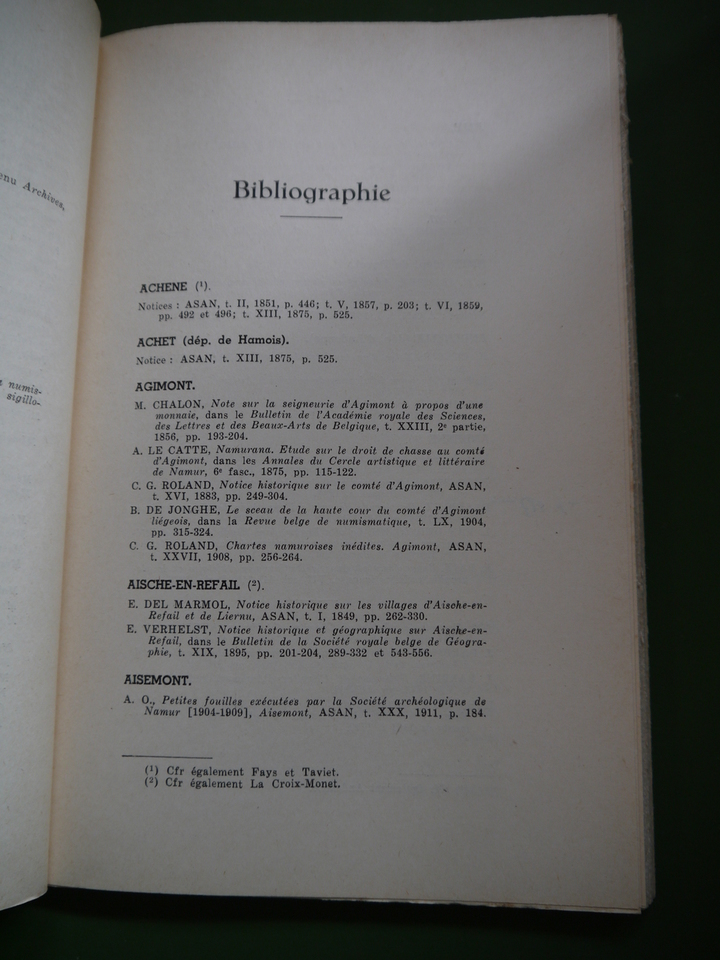 Archives,
numis-
sigillo-
Bibliographie
ACHENE (¹).
Notices : ASAN, t. II, 1851, p. 446; t. V, 1857, p. 203; t. VI, 1859,
pp. 492 et 496; t. XIII, 1875, p. 525.
ACHET (dép. de Hamois).
Notice : ASAN, t. XIII, 1875, p. 525.
AGIMONT.
M. CHALON, Note sur la seigneurie d'Agimont à propos d'une
monnaie, dans le Bulletin de l'Académie royale des Sciences,
des Lettres et des Beaux-Arts de Belgique, t. XXIII, 2e partie,
1856, pp. 193-204.
A. LE CATTE, Namurana. Etude sur le droit de chasse au comté
d'Agimont, dans les Annales du Cercle artistique et littéraire
de Namur, 6e fasc., 1875, pp. 115-122.
C. G. ROLAND, Notice historique sur le comté d'Agimont, ASAN,
t. XVI, 1883, pp. 249-304.
B. DE JONGHE, Le sceau de la haute cour du comté d'Agimont
liégeois, dans la Revue belge de numismatique, t. LX, 1904,
pp. 315-324.
C. G. ROLAND, Chartes namuroises inédites. Agimont, ASAN,
t. XXVII, 1908, pp. 256-264.
AISCHE-EN-REFAIL (²).
E. DEL MARMOL, Notice historique sur les villages d'Aische-en-
Refail et de Liernu, ASAN, t. I, 1849, pp. 262-330.
E. VERHELST, Notice historique et géographique sur Aische-en-
Refail, dans le Bulletin de la Société royale belge de Géogra-
phie, t. XIX, 1895, pp. 201-204, 289-332 et 543-556.
AISEMONT.
A. O., Petites fouilles exécutées par la Société archéologique de
Namur [1904-1909], Aisemont, ASAN, t. XXX, 1911, p. 184.
(¹) Cfr également Fays et Taviet.
(²) Cfr également La Croix-Monet.